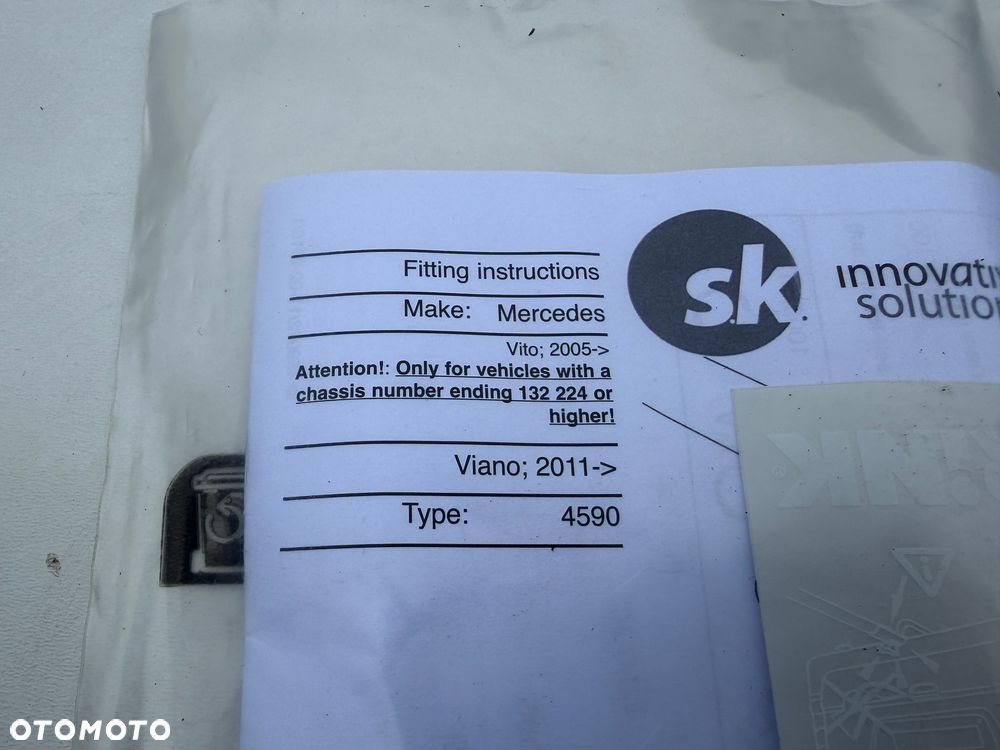 Fitting instructions
Make: Mercedes
Vito; 2005->
Attention!: Only for vehicles with a
chassis number ending 132 224 or
higher!
Viano; 2011->
Type: 4590
s.k.
innovati
solution
OTOMOTO